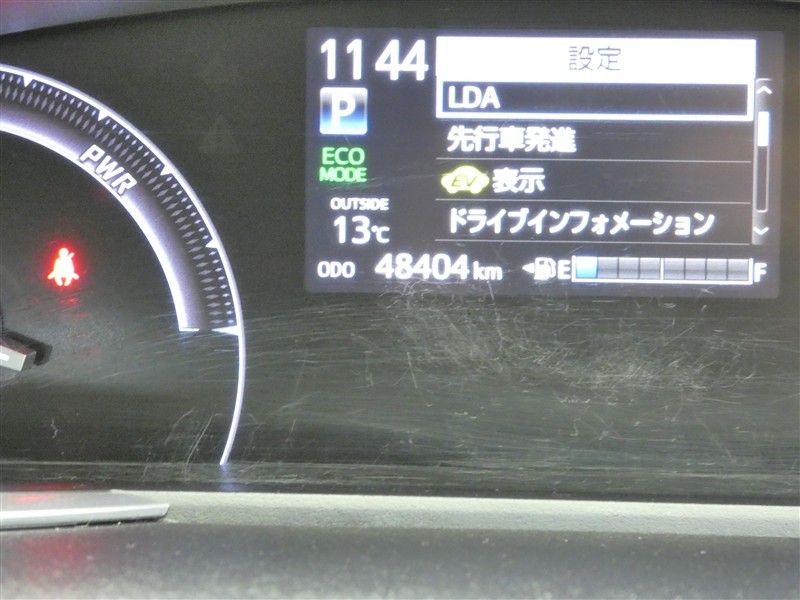 11 44
設定
P
LDA
先行車発進
ECO
MODE
EV 表示
OUTSIDE
13℃
ドライブインフォメーション
ODO 48404 km
E F
PWR